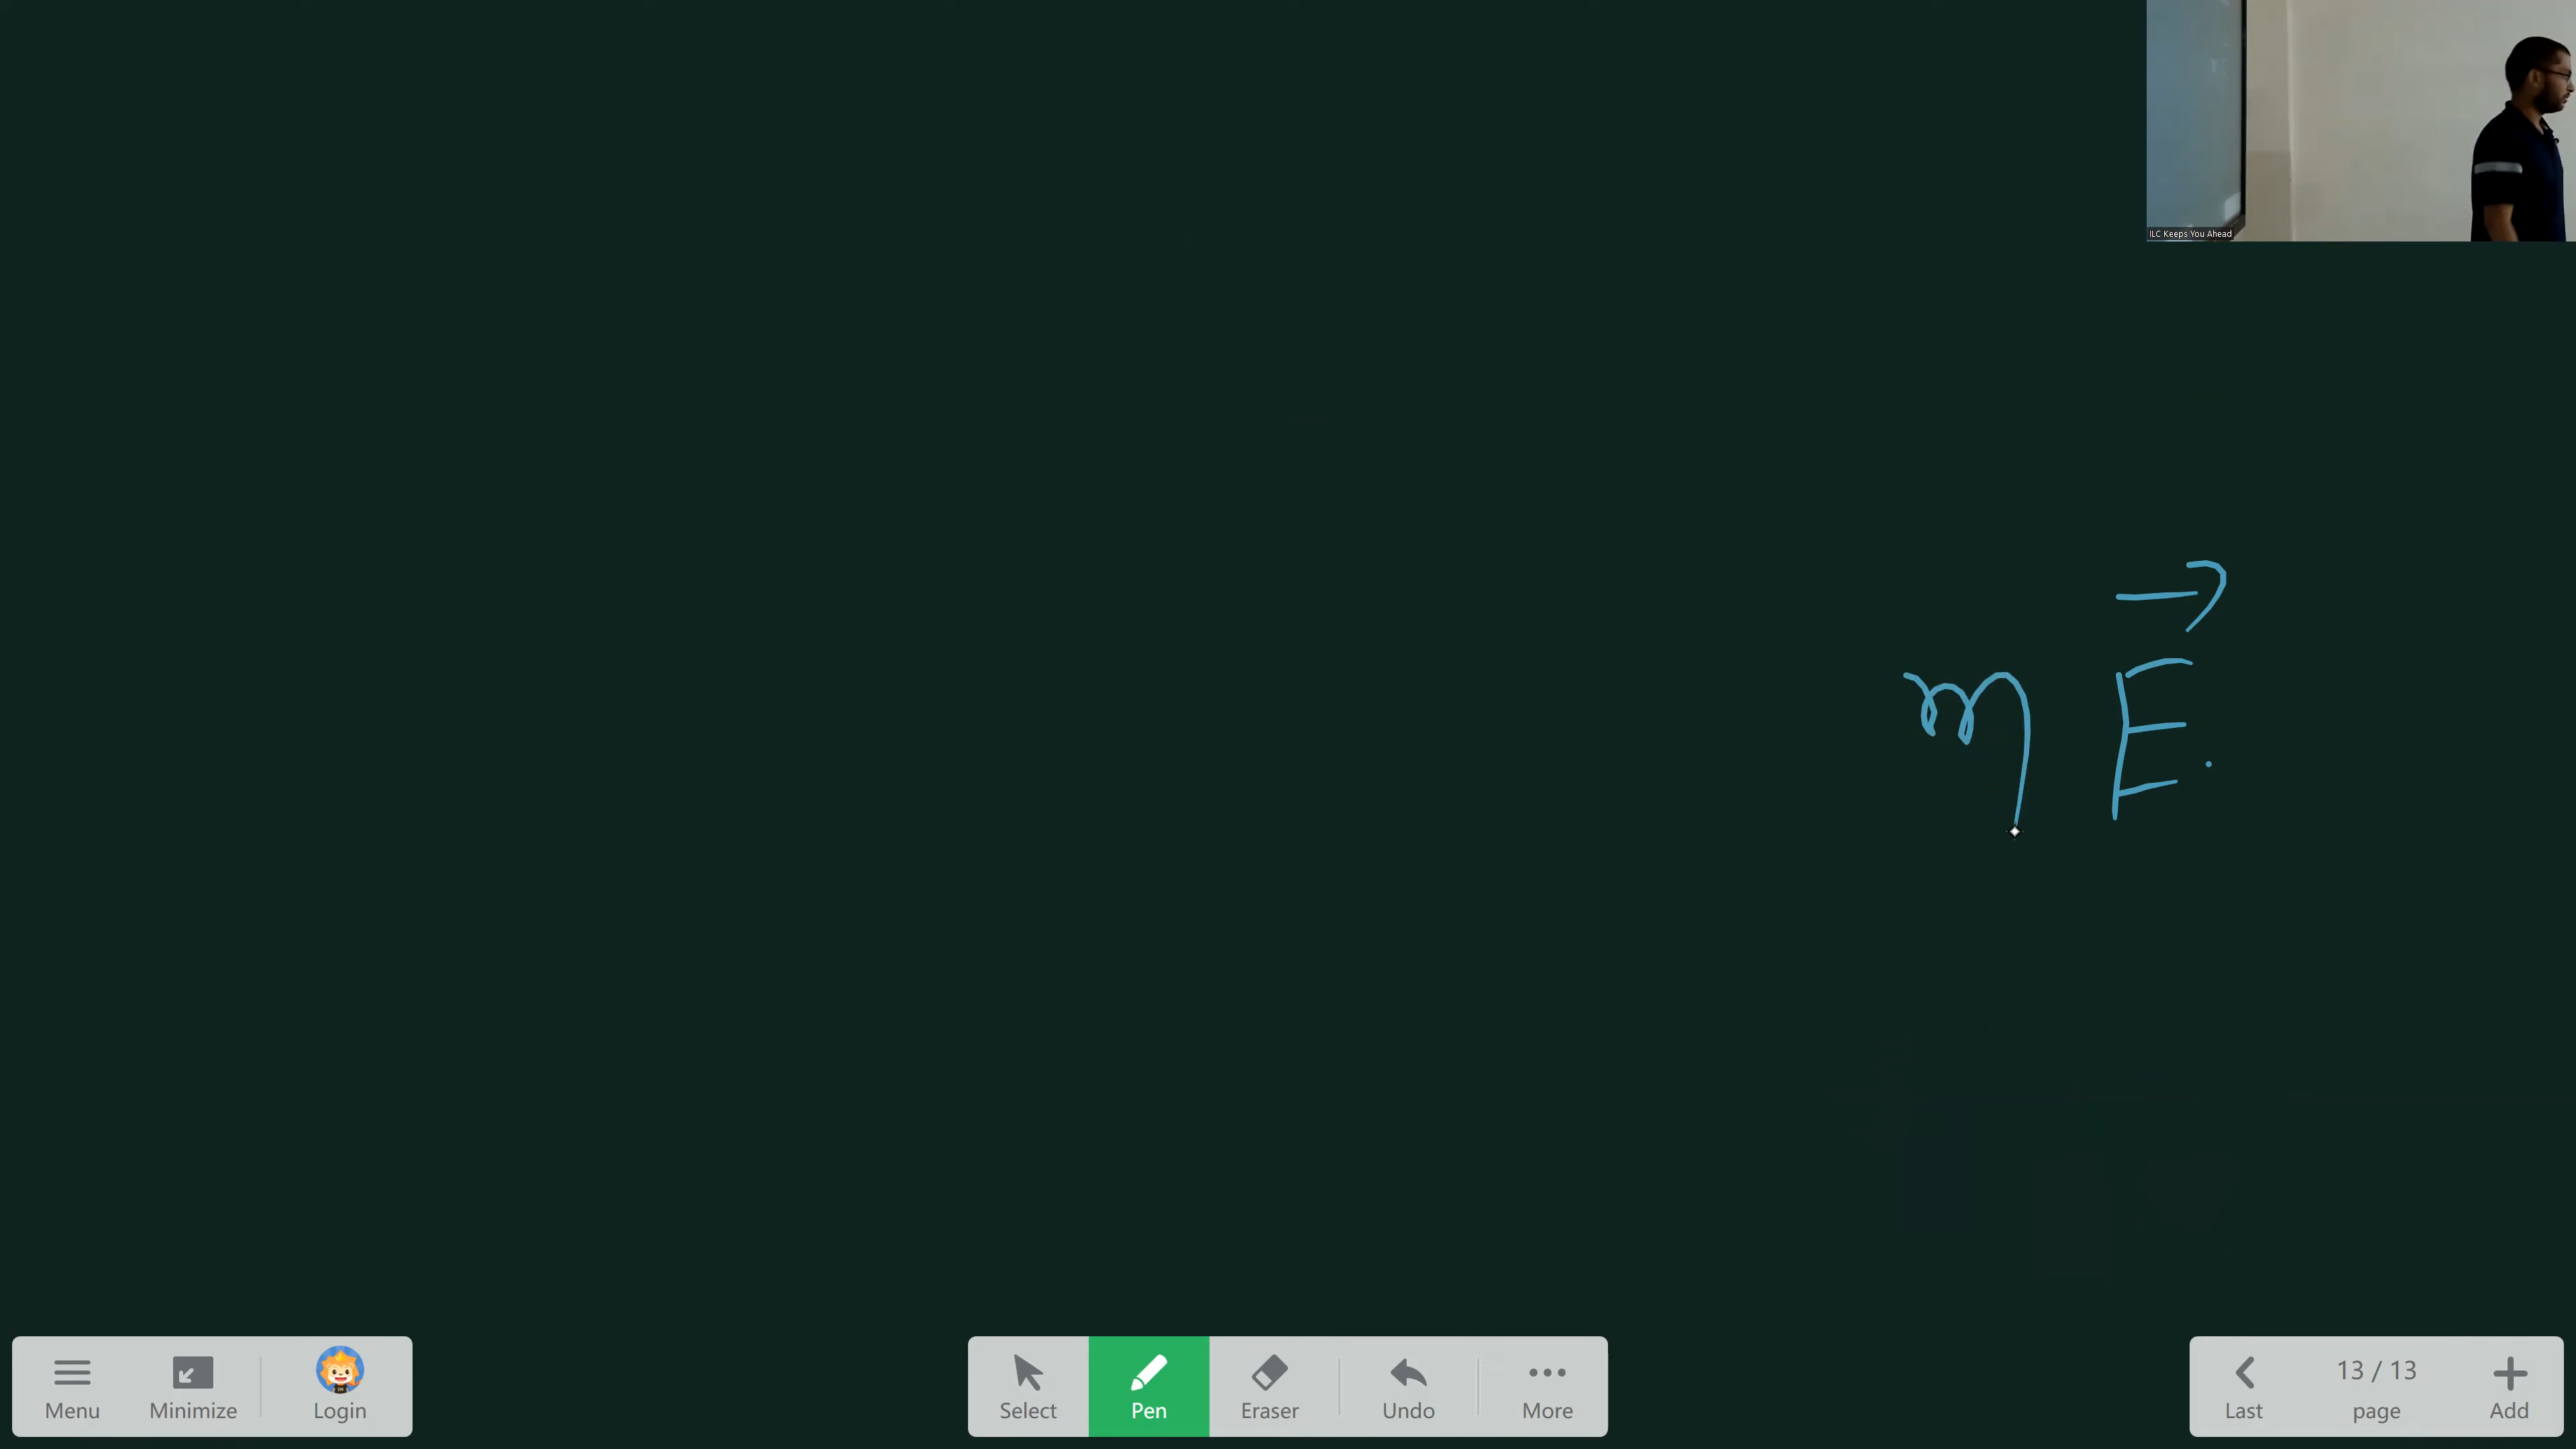 ILC Keeps You Ahead
→
η E.
Menu Minimize Login Select Pen Eraser Undo More Last 13 / 13 page Add